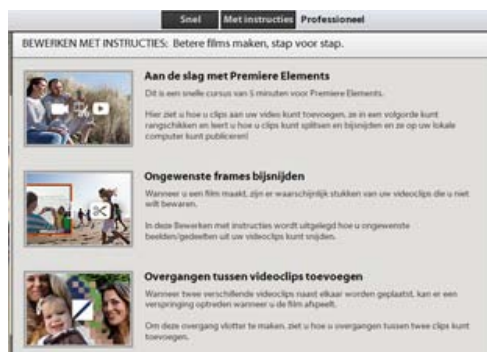 Snel Met instructies Professioneel
BEWERKEN MET INSTRUCTIES: Betere films maken, stap voor stap.
Aan de slag met Premiere Elements
Dit is een snelle cursus van 5 minuten voor Premiere Elements.
Hier ziet u hoe u clips aan uw video kunt toevoegen, ze in een volgorde kunt
rangschikken en leert u hoe u clips kunt splitsen en bijsnijden en ze op uw lokale
computer kunt publiceren!
Ongewenste frames bijsnijden
Wanneer u een film maakt, zijn er waarschijnlijk stukken van uw videoclips die u niet
wilt bewaren.
In deze Bewerken met instructies wordt uitgelegd hoe u ongewenste
beelden/gedeelten uit uw videoclips kunt snijden.
Overgangen tussen videoclips toevoegen
Wanneer twee verschillende videoclips naast elkaar worden geplaatst, kan er een
verspringing optreden wanneer u de film afspeelt.
Om deze overgang vlotter te maken, ziet u hoe u overgangen tussen twee clips kunt
toevoegen.